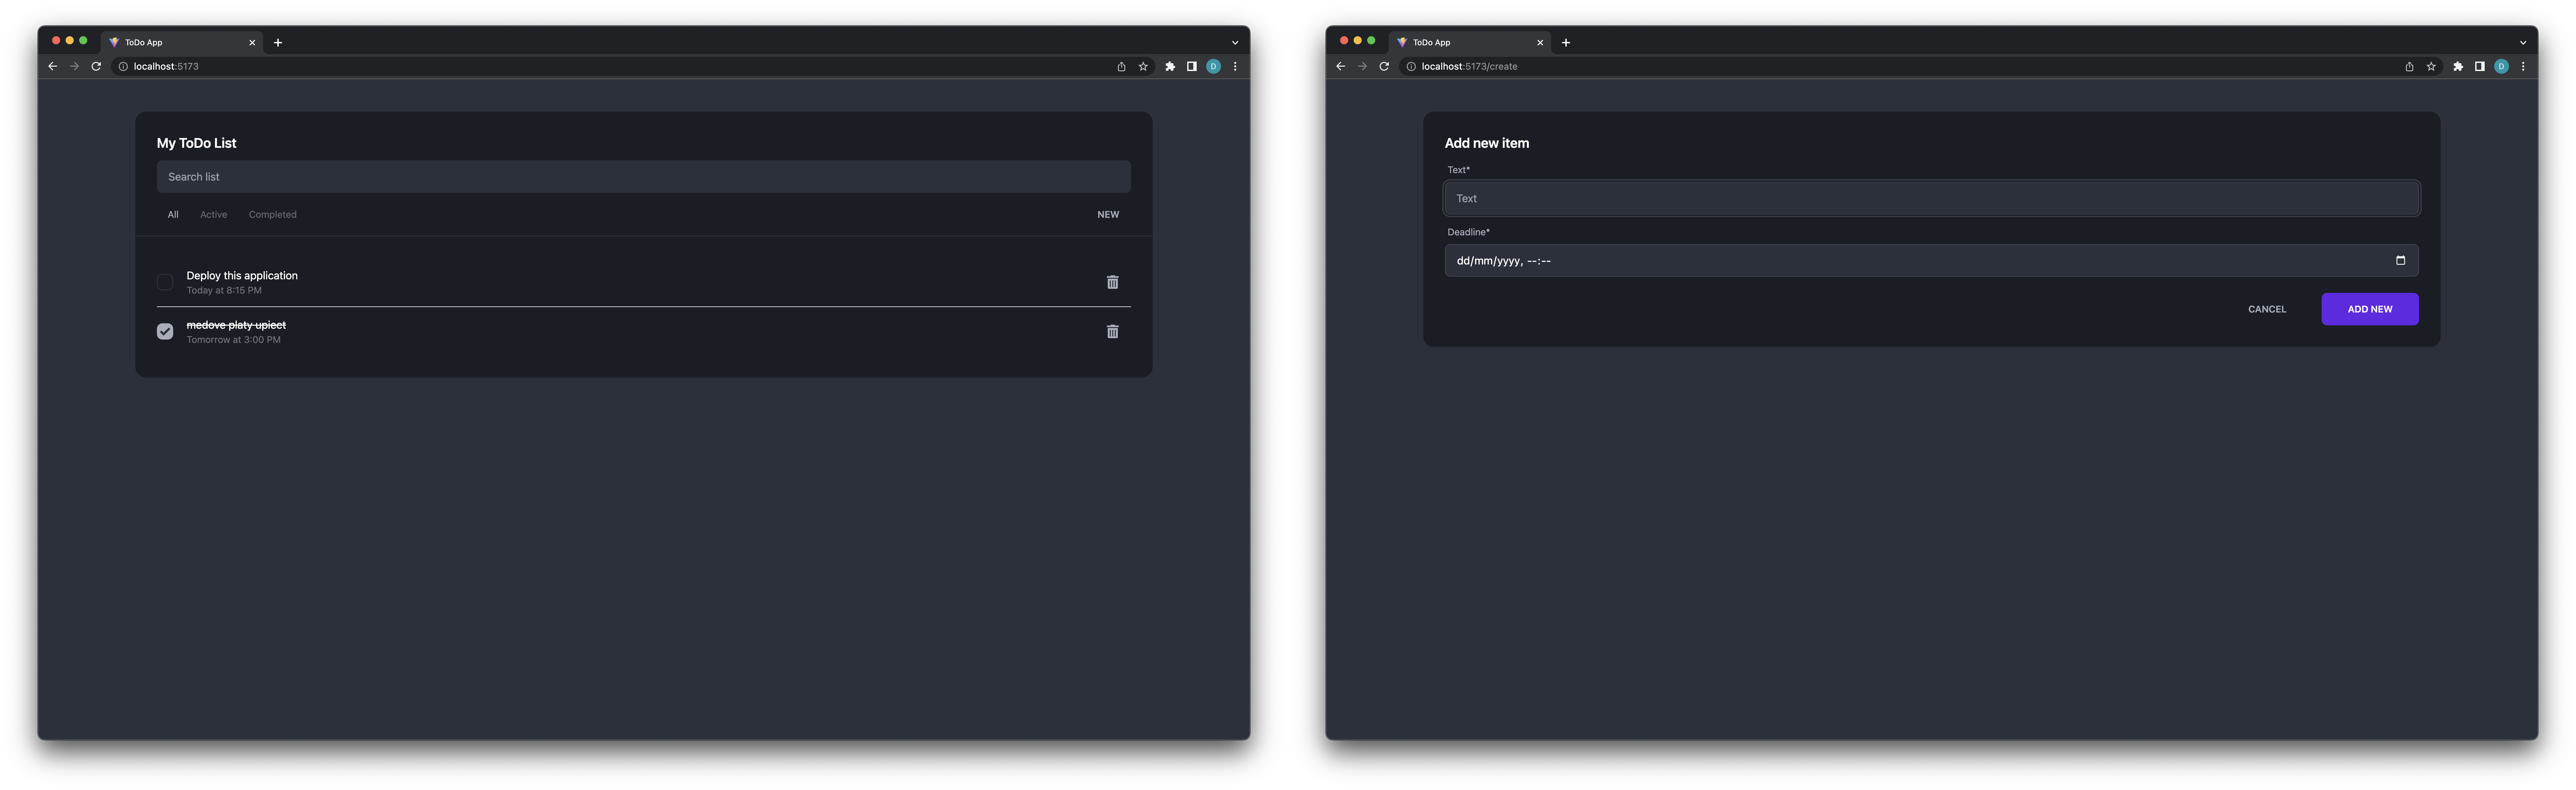 ToDo App
localhost:5173
D
My ToDo List
Search list
All Active Completed NEW
Deploy this application
Today at 8:15 PM
medove platy upiect
Tomorrow at 3:00 PM
ToDo App
localhost:5173/create
D
Add new item
Text*
Text
Deadline*
dd/mm/yyyy, --:--
CANCEL ADD NEW